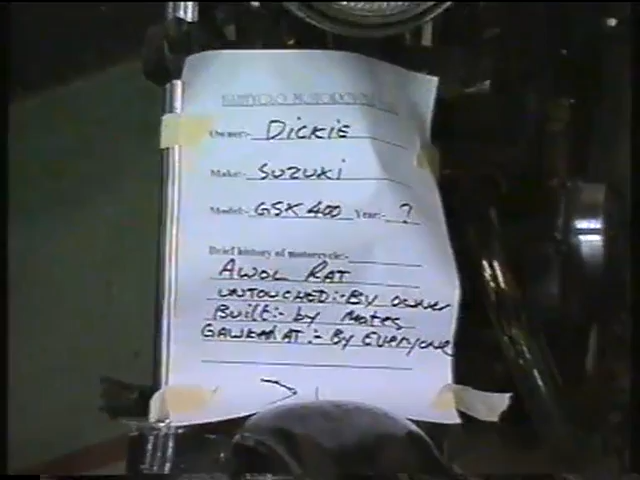 Owner:- DICKIE
Make:- SUZUKI
Model:- GSX 400 Year:- ?
Brief history of motorcycle:-
AWOL RAT
UNTOUCHED:- BY OWNER
Built:- by Mates
GAWKED AT:- BY EVERYONE